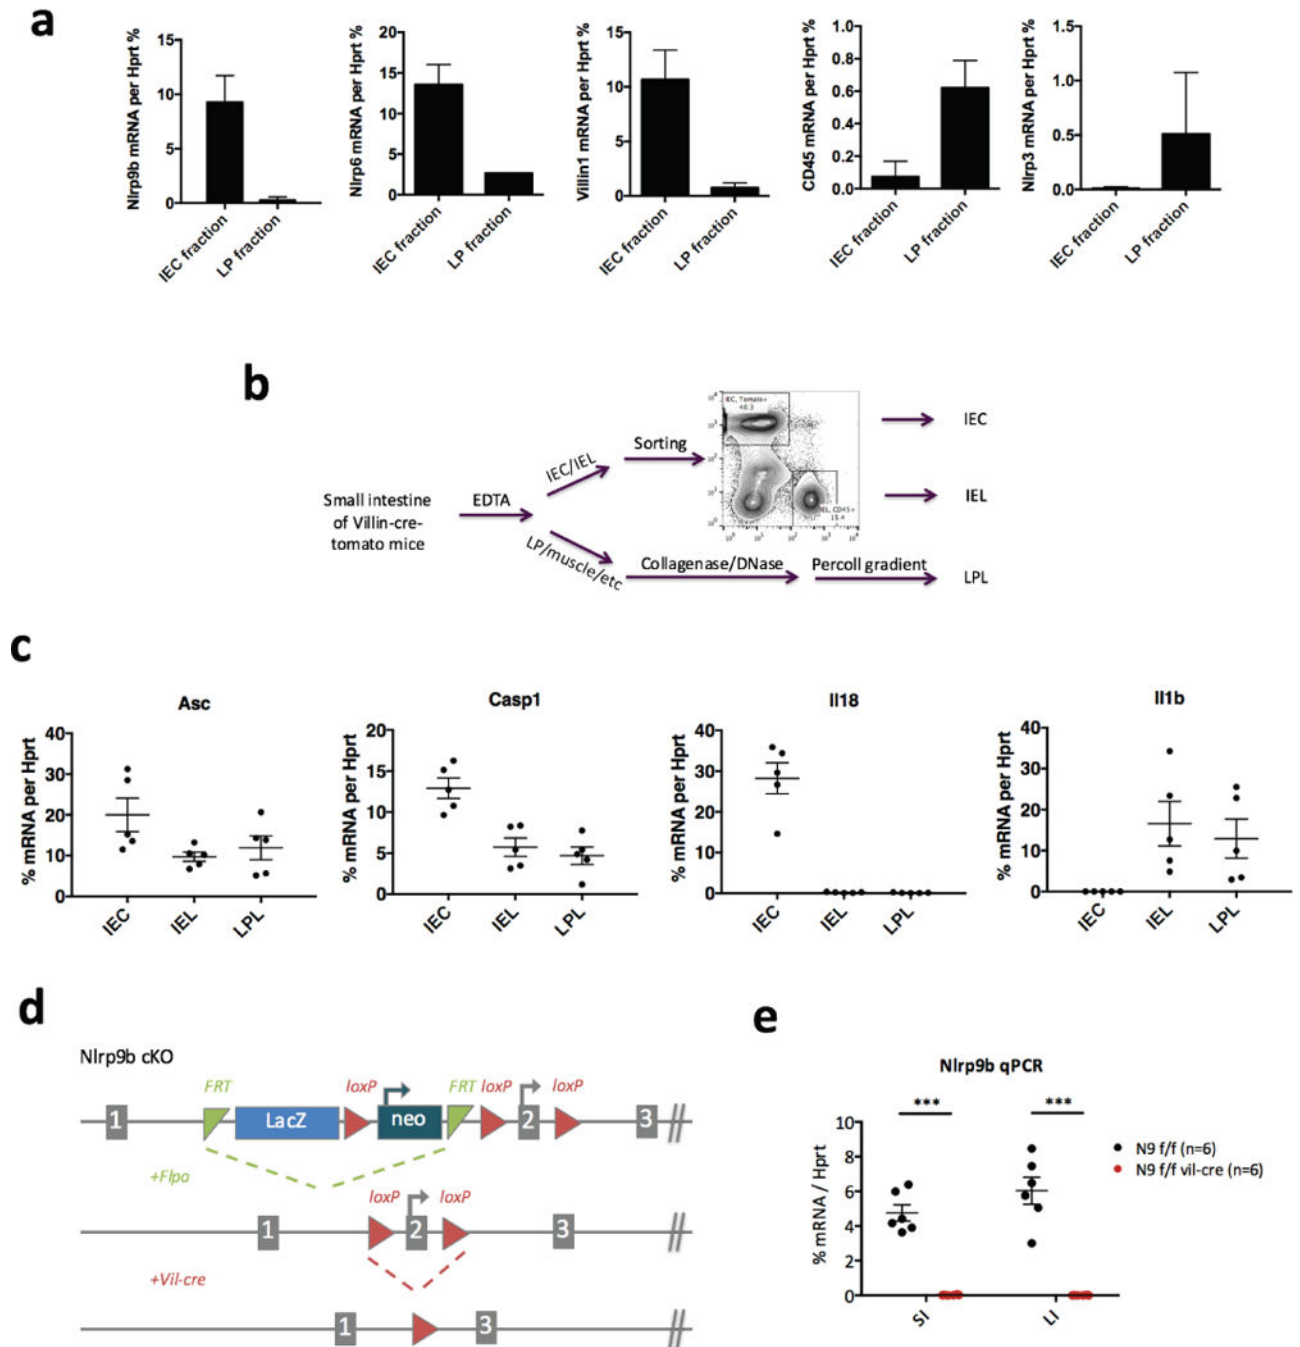 a
Nlrp9b mRNA per Hprt %
15
10
5
0
IEC fraction
LP fraction
Nlrp6 mRNA per Hprt %
20
15
10
5
0
IEC fraction
LP fraction
Villin1 mRNA per Hprt %
15
10
5
0
IEC fraction
LP fraction
CD45 mRNA per Hprt %
1.0
0.8
0.6
0.4
0.2
0.0
IEC fraction
LP fraction
Nlrp3 mRNA per Hprt %
1.5
1.0
0.5
0.0
IEC fraction
LP fraction
b
Small intestine
of Villin-cre-
tomato mice
EDTA
IEC/IEL
LP/muscle/etc
Sorting
IEC, Tomato+
IEL, CD45+
15.4
IEC
IEL
Collagenase/DNase
Percoll gradient
LPL
c
Asc
% mRNA per Hprt
40
30
20
10
0
IEC
IEL
LPL
Casp1
% mRNA per Hprt
20
15
10
5
0
IEC
IEL
LPL
Il18
% mRNA per Hprt
40
30
20
10
0
IEC
IEL
LPL
Il1b
% mRNA per Hprt
40
30
20
10
0
IEC
IEL
LPL
d
Nlrp9b cKO
FRT loxP FRT loxP loxP
1 LacZ neo 2 3
+Flpo
loxP loxP
1 2 3
+Vil-cre
1 3
e
Nlrp9b qPCR
*** ***
% mRNA / Hprt
10
8
6
4
2
0
SI
LI
N9 f/f (n=6)
N9 f/f vil-cre (n=6)